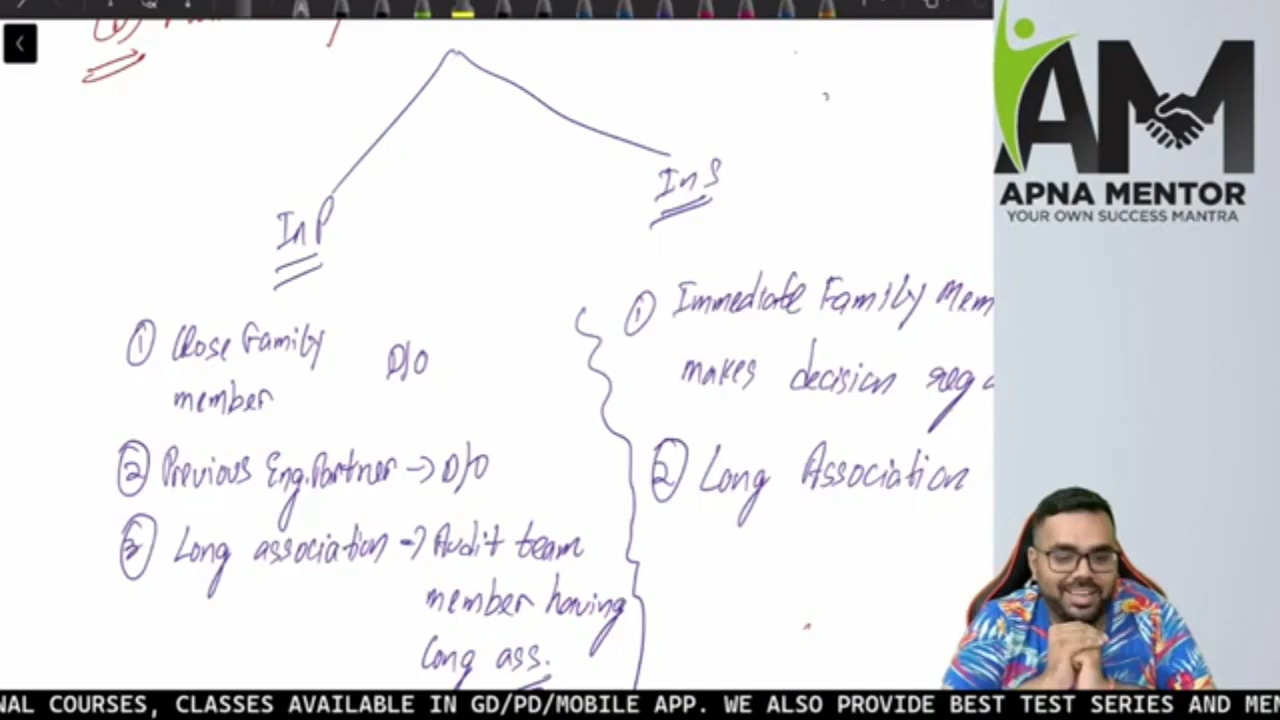 InP
InS
① Close Family
member
D/O
② Previous Eng. Partner → D/O
③ Long association → Audit team
member having
Long ass.
① Immediate Family Mem
makes decision reg
② Long Association
AM
APNA MENTOR
YOUR OWN SUCCESS MANTRA
NAL COURSES, CLASSES AVAILABLE IN GD/PD/MOBILE APP. WE ALSO PROVIDE BEST TEST SERIES AND MEN